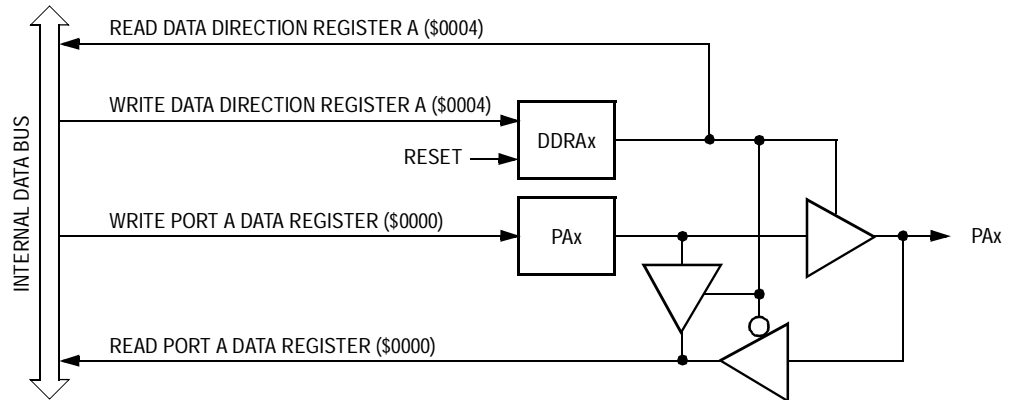 READ DATA DIRECTION REGISTER A ($0004)
WRITE DATA DIRECTION REGISTER A ($0004)
DDRAx
RESET
INTERNAL DATA BUS
WRITE PORT A DATA REGISTER ($0000)
PAx
PAx
READ PORT A DATA REGISTER ($0000)